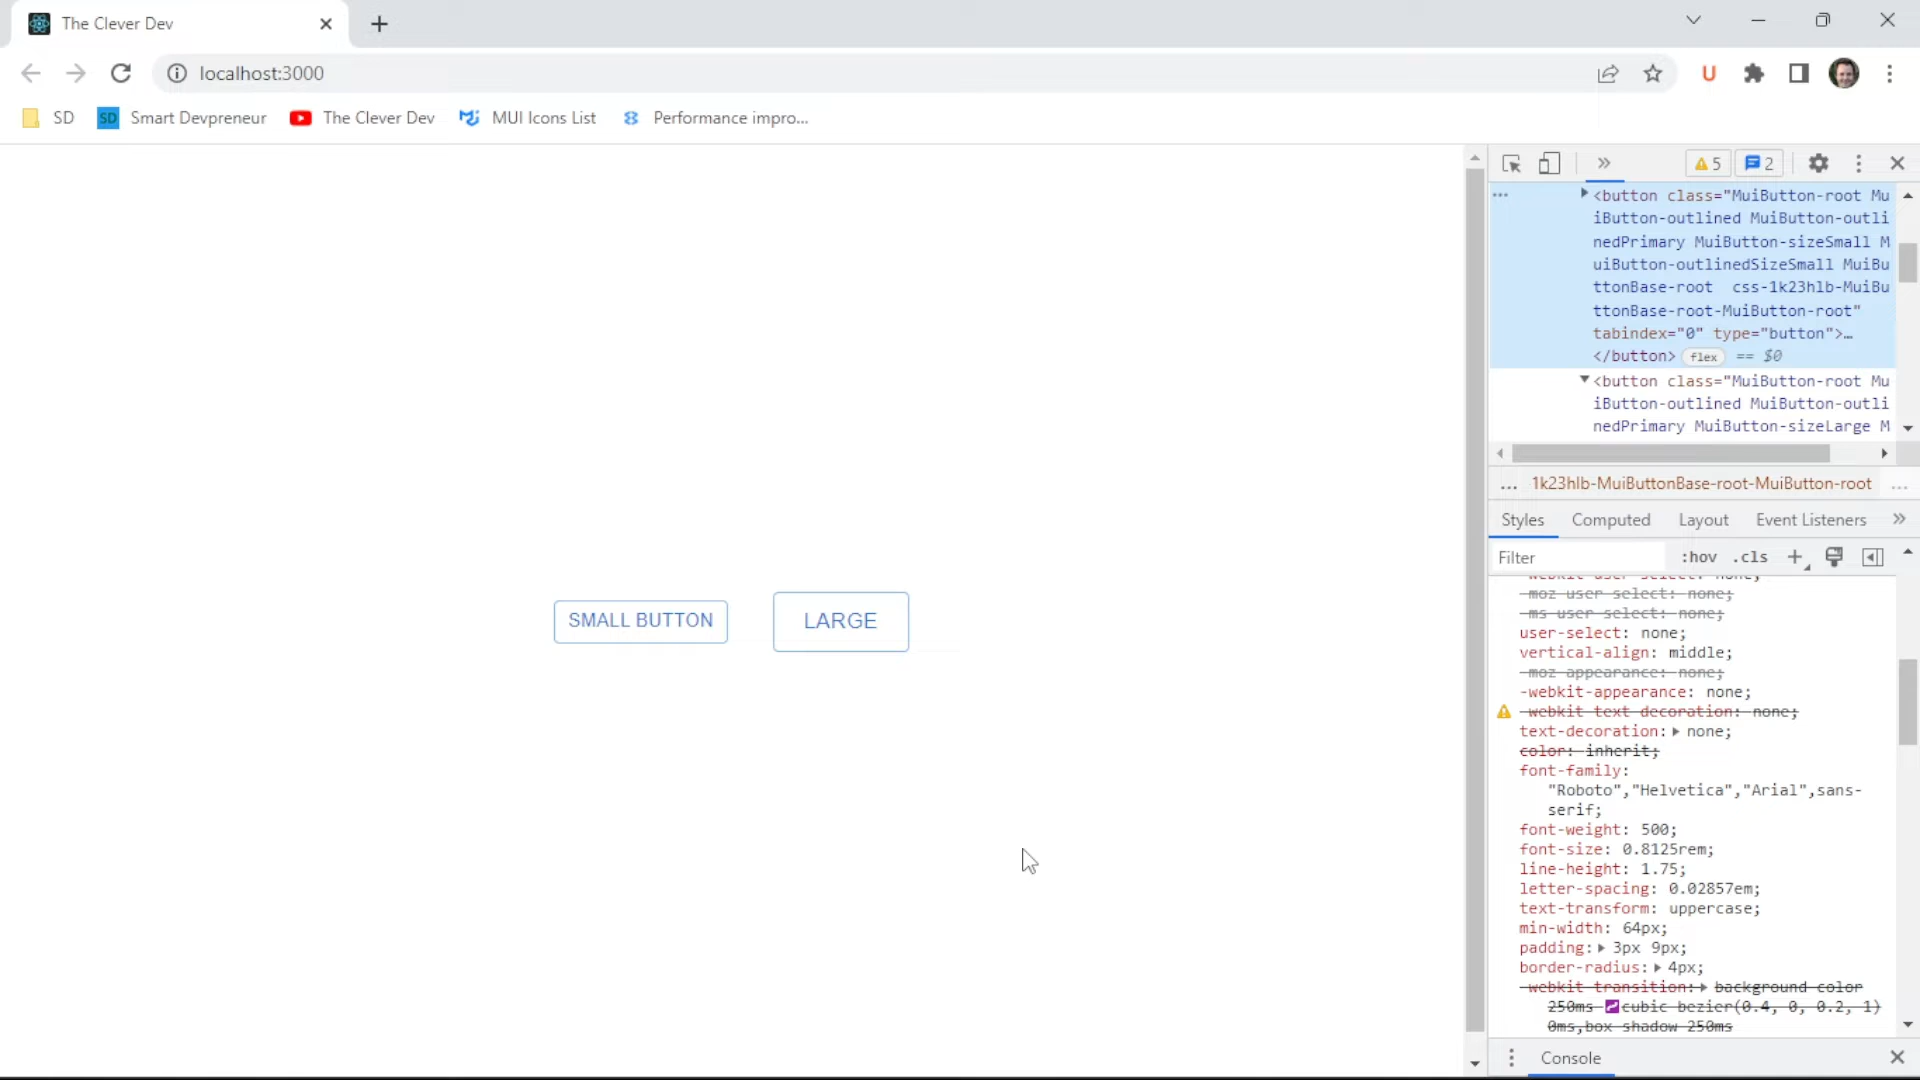 The Clever Dev
localhost:3000
U
SD
SD Smart Devpreneur
The Clever Dev
MUI Icons List
Performance impro...
5
2
... <button class="MuiButton-root Mu
iButton-outlined MuiButton-outli
nedPrimary MuiButton-sizeSmall M
uiButton-outlinedSizeSmall MuiBu
ttonBase-root css-1k23hlb-MuiBu
ttonBase-root-MuiButton-root"
tabindex="0" type="button">…
</button> flex == $0
<button class="MuiButton-root Mu
iButton-outlined MuiButton-outli
nedPrimary MuiButton-sizeLarge M
... 1k23hlb-MuiButtonBase-root-MuiButton-root ...
Styles Computed Layout Event Listeners
Filter :hov .cls
-webkit-user-select: none;
-moz-user-select: none;
-ms-user-select: none;
user-select: none;
vertical-align: middle;
-moz-appearance: none;
-webkit-appearance: none;
-webkit-text-decoration: none;
text-decoration: none;
color: inherit;
font-family:
"Roboto","Helvetica","Arial",sans-
serif;
font-weight: 500;
font-size: 0.8125rem;
line-height: 1.75;
letter-spacing: 0.02857em;
text-transform: uppercase;
min-width: 64px;
padding: 3px 9px;
border-radius: 4px;
-webkit-transition: background-color
250ms cubic-bezier(0.4, 0, 0.2, 1)
0ms,box-shadow 250ms
SMALL BUTTON
LARGE
Console